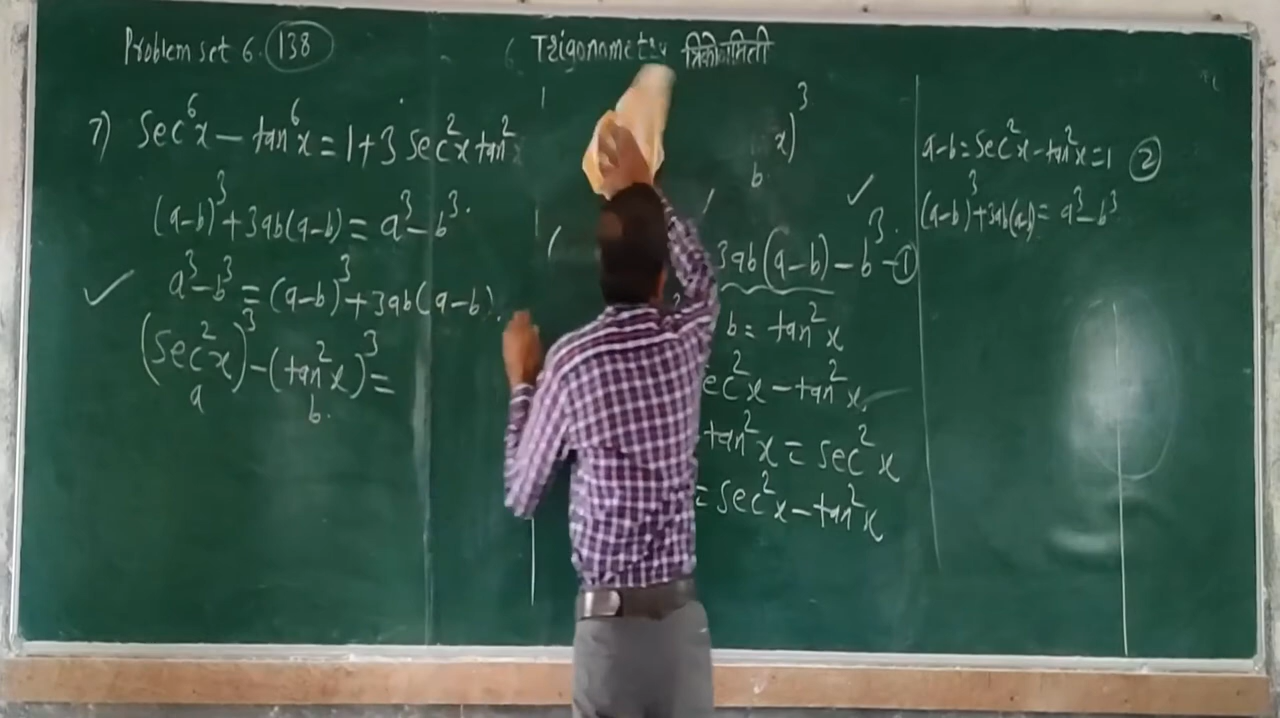 Problem set 6 (138)
6. Trigonometry त्रिकोणमिती
7) sec⁶x - tan⁶x = 1+3 sec²x tan²x
(a-b)³+3ab(a-b) = a³-b³.
✓ a³-b³ = (a-b)³+3ab(a-b).
(sec²x)³-(tan²x)³ =
a b.
x)³
b.
✓ ✓
( 3ab(a-b) - b³. -①
b = tan²x
ec²x - tan²x.
tan²x = sec²x
= sec²x - tan²x
a-b = sec²x - tan²x = 1 ②
(a-b)³+3ab(a-b) = a³-b³